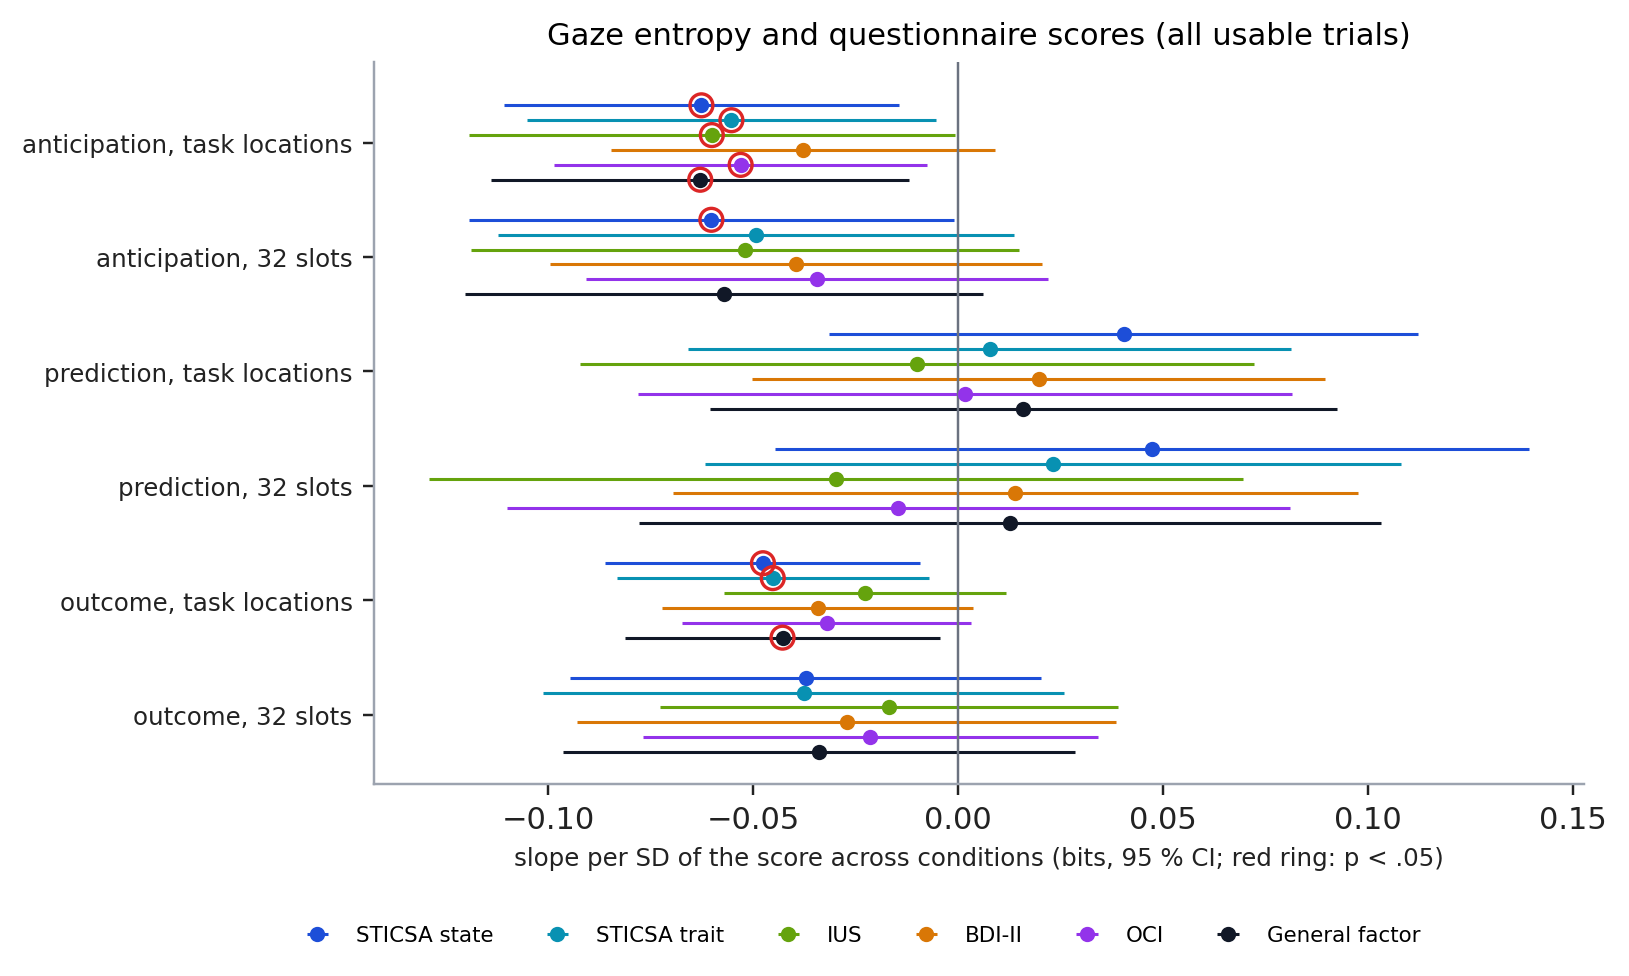 Gaze entropy and questionnaire scores (all usable trials)
anticipation, task locations
anticipation, 32 slots
prediction, task locations
prediction, 32 slots
outcome, task locations
outcome, 32 slots
−0.10 −0.05 0.00 0.05 0.10 0.15
slope per SD of the score across conditions (bits, 95 % CI; red ring: p < .05)
STICSA state STICSA trait IUS BDI-II OCI General factor